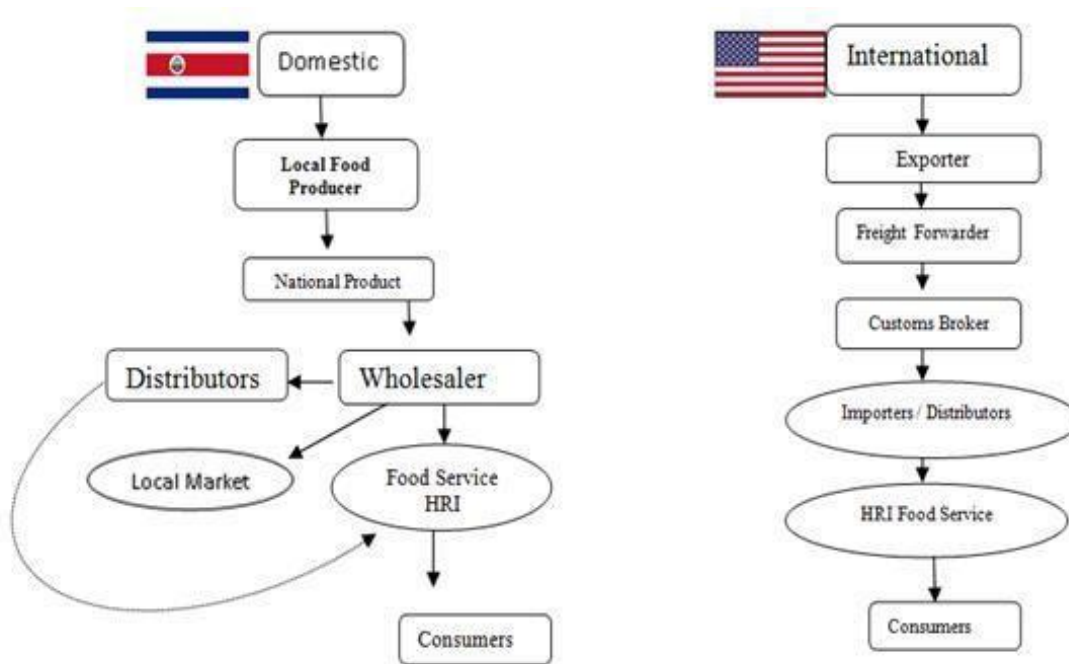 Domestic
Local Food
Producer
National Product
Distributors
Wholesaler
Local Market
Food Service
HRI
Consumers
International
Exporter
Freight Forwarder
Customs Broker
Importers / Distributors
HRI Food Service
Consumers